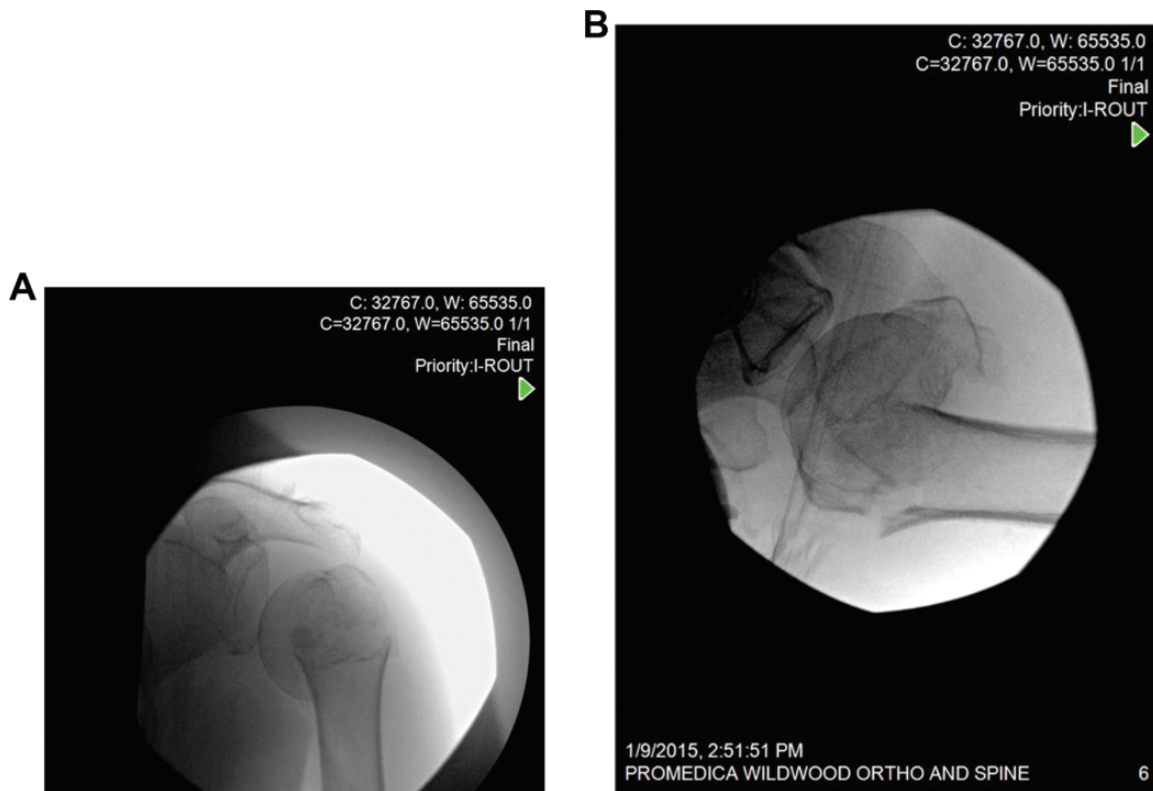 A
C: 32767.0, W: 65535.0
C=32767.0, W=65535.0 1/1
Final
Priority:I-ROUT
B
C: 32767.0, W: 65535.0
C=32767.0, W=65535.0 1/1
Final
Priority:I-ROUT
1/9/2015, 2:51:51 PM
PROMEDICA WILDWOOD ORTHO AND SPINE
6